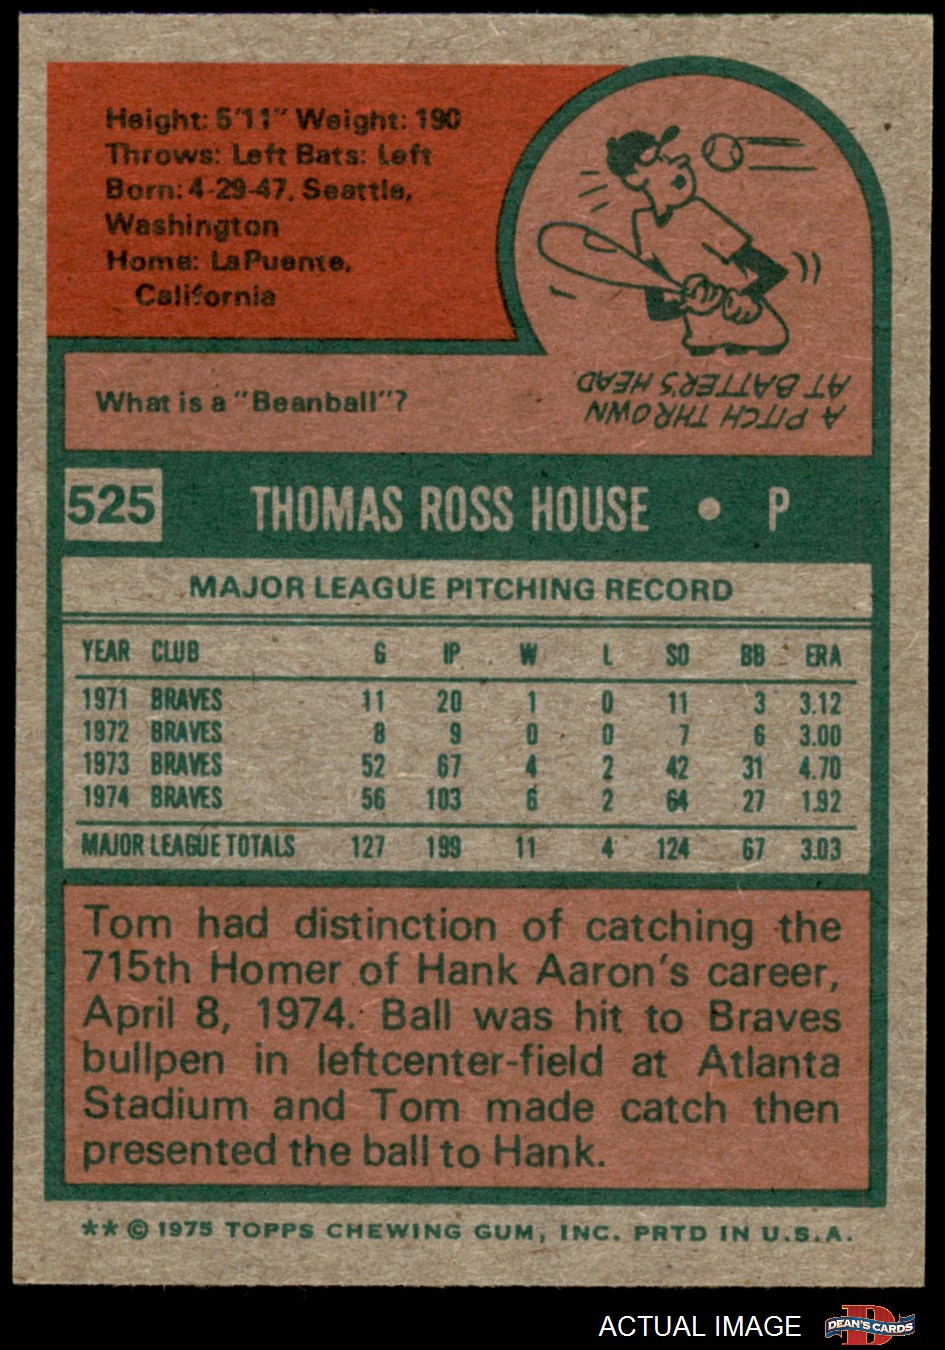 Height: 5'11" Weight: 190
Throws: Left Bats: Left
Born: 4-29-47, Seattle,
Washington
Home: LaPuente,
California
What is a "Beanball"?
A PITCH THROWN
AT BATTER'S HEAD
525 THOMAS ROSS HOUSE • P
MAJOR LEAGUE PITCHING RECORD
YEAR CLUB G IP W L SO BB ERA
1971 BRAVES 11 20 1 0 11 3 3.12
1972 BRAVES 8 9 0 0 7 6 3.00
1973 BRAVES 52 67 4 2 42 31 4.70
1974 BRAVES 56 103 6 2 64 27 1.92
MAJOR LEAGUE TOTALS 127 199 11 4 124 67 3.03
Tom had distinction of catching the
715th Homer of Hank Aaron's career,
April 8, 1974. Ball was hit to Braves
bullpen in leftcenter-field at Atlanta
Stadium and Tom made catch then
presented the ball to Hank.
** © 1975 TOPPS CHEWING GUM, INC. PRTD IN U.S.A.
ACTUAL IMAGE DEAN'S CARDS